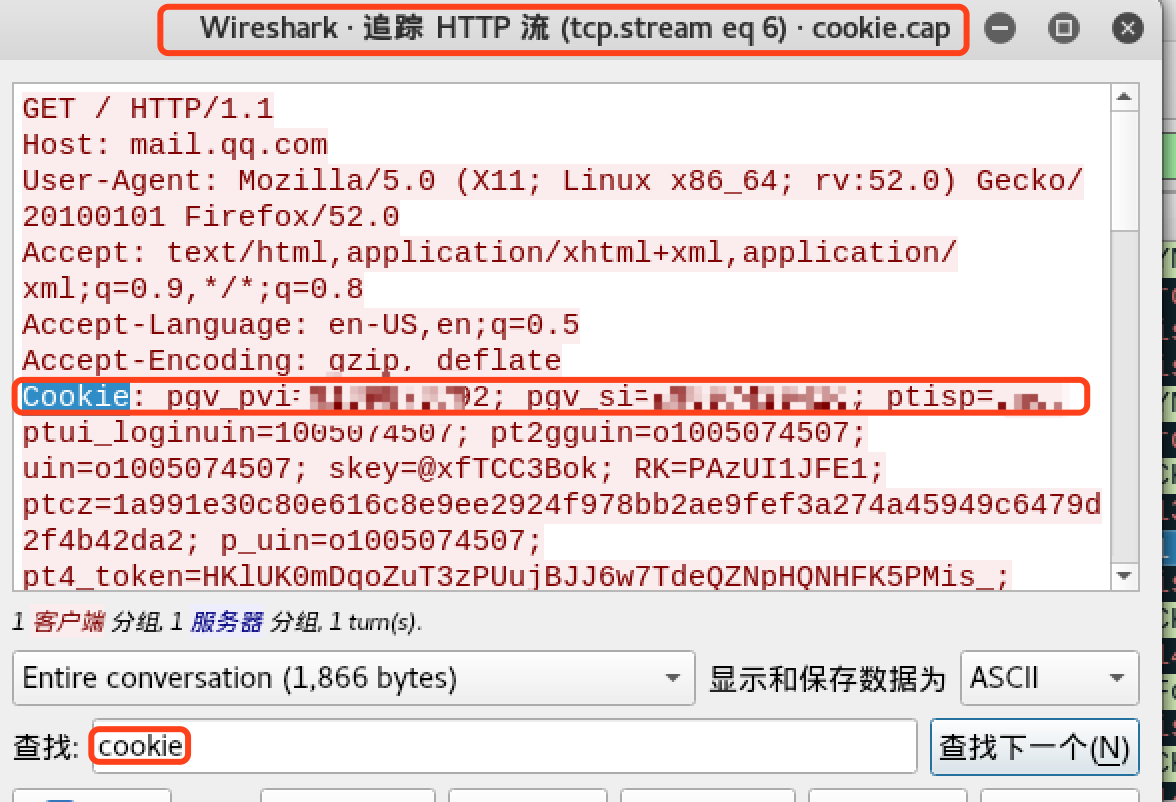 Wireshark · 追踪 HTTP 流 (tcp.stream eq 6) · cookie.cap
GET / HTTP/1.1
Host: mail.qq.com
User-Agent: Mozilla/5.0 (X11; Linux x86_64; rv:52.0) Gecko/
20100101 Firefox/52.0
Accept: text/html,application/xhtml+xml,application/
xml;q=0.9,*/*;q=0.8
Accept-Language: en-US,en;q=0.5
Accept-Encoding: gzip, deflate
Cookie: pgv_pvi= 92; pgv_si= ; ptisp=
ptui_loginuin=1005074507; pt2gguin=o1005074507;
uin=o1005074507; skey=@xfTCC3Bok; RK=PAzUI1JFE1;
ptcz=1a991e30c80e616c8e9ee2924f978bb2ae9fef3a274a45949c6479d
2f4b42da2; p_uin=o1005074507;
pt4_token=HKlUK0mDqoZuT3zPUujBJJ6w7TdeQZNpHQNHFK5PMis_;
1 客户端 分组, 1 服务器 分组, 1 turn(s).
Entire conversation (1,866 bytes)
显示和保存数据为
ASCII
查找:
cookie
查找下一个(N)